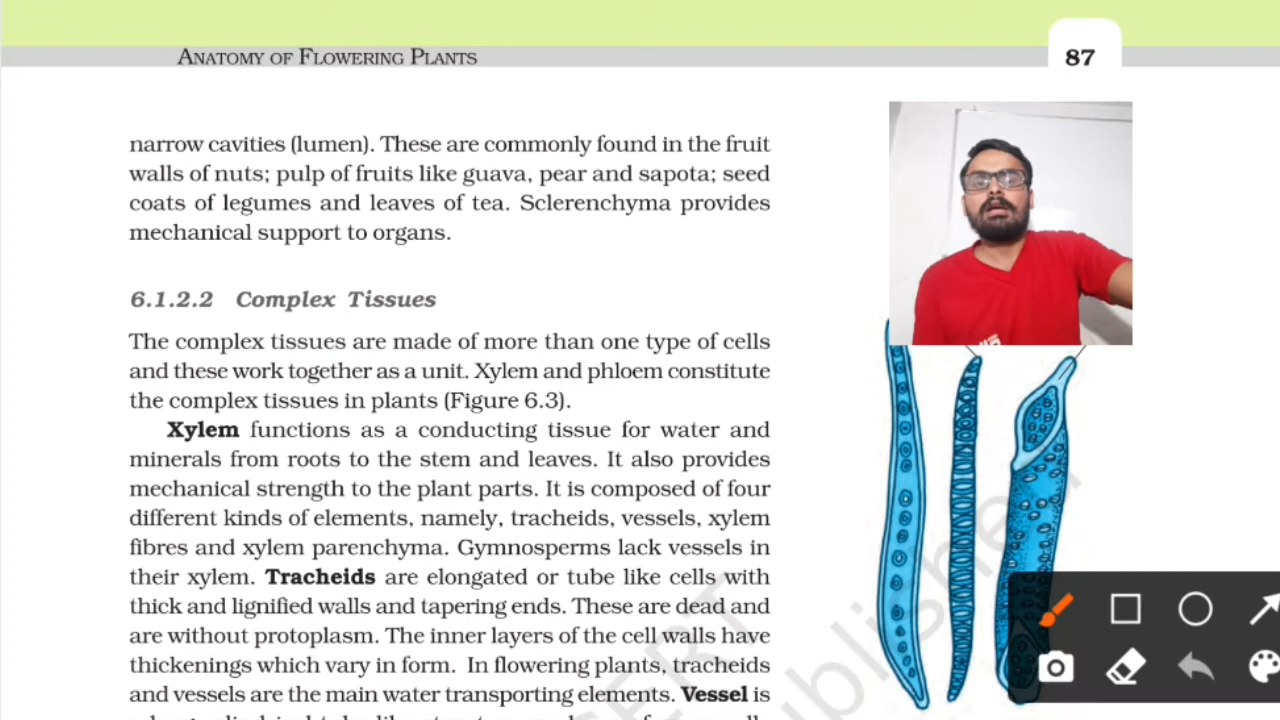 ANATOMY OF FLOWERING PLANTS
87
narrow cavities (lumen). These are commonly found in the fruit
walls of nuts; pulp of fruits like guava, pear and sapota; seed
coats of legumes and leaves of tea. Sclerenchyma provides
mechanical support to organs.
6.1.2.2 Complex Tissues
The complex tissues are made of more than one type of cells
and these work together as a unit. Xylem and phloem constitute
the complex tissues in plants (Figure 6.3).
Xylem functions as a conducting tissue for water and
minerals from roots to the stem and leaves. It also provides
mechanical strength to the plant parts. It is composed of four
different kinds of elements, namely, tracheids, vessels, xylem
fibres and xylem parenchyma. Gymnosperms lack vessels in
their xylem. Tracheids are elongated or tube like cells with
thick and lignified walls and tapering ends. These are dead and
are without protoplasm. The inner layers of the cell walls have
thickenings which vary in form. In flowering plants, tracheids
and vessels are the main water transporting elements. Vessel is